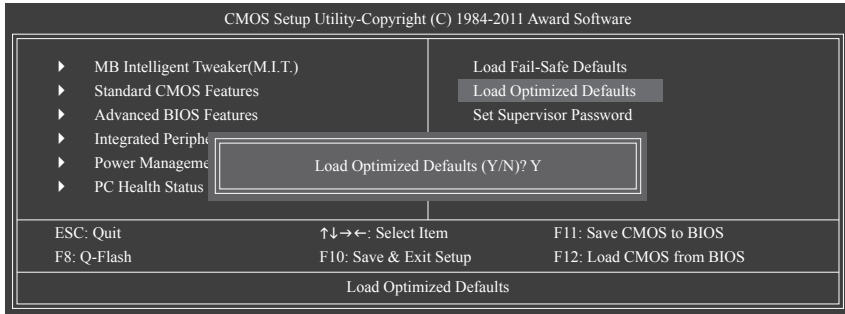 CMOS Setup Utility-Copyright (C) 1984-2011 Award Software
MB Intelligent Tweaker(M.I.T.)
Standard CMOS Features
Advanced BIOS Features
Integrated Periphe
Power Manageme
PC Health Status
Load Fail-Safe Defaults
Load Optimized Defaults
Set Supervisor Password
Load Optimized Defaults (Y/N)? Y
ESC: Quit ↑↓→←: Select Item F11: Save CMOS to BIOS
F8: Q-Flash F10: Save & Exit Setup F12: Load CMOS from BIOS
Load Optimized Defaults